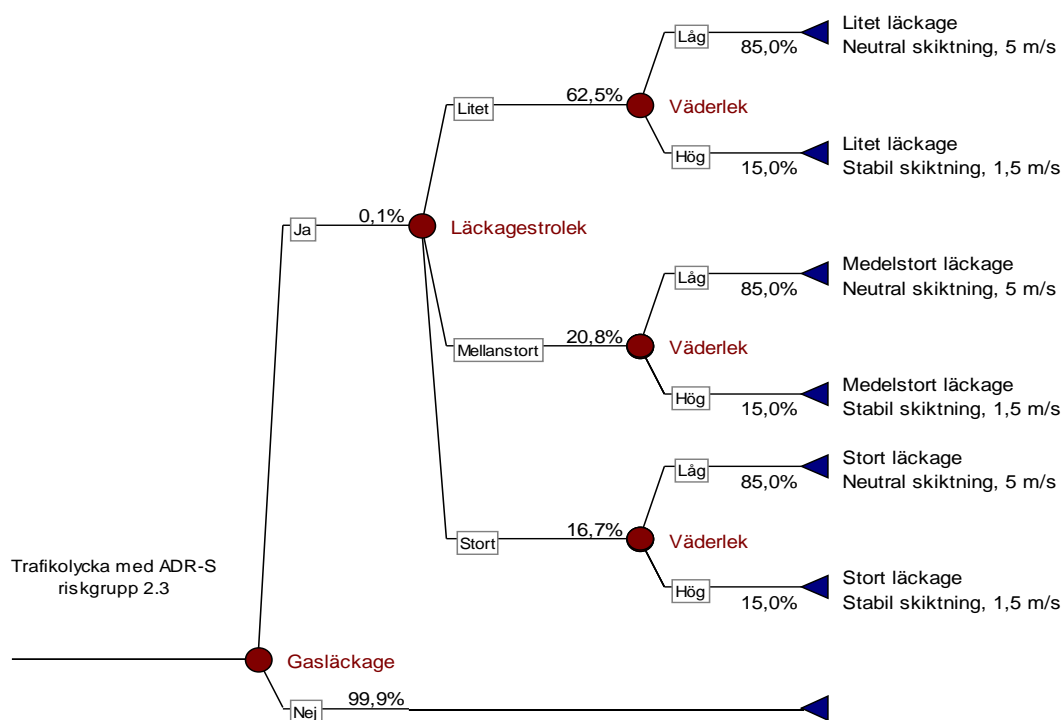 Litet läckage
Låg
85,0%
Neutral skiktning, 5 m/s
Litet
62,5%
Väderlek
Litet läckage
Hög
15,0%
Stabil skiktning, 1,5 m/s
Ja
0,1%
Läckagestrolek
Medelstort läckage
Låg
85,0%
Neutral skiktning, 5 m/s
Mellanstort
20,8%
Väderlek
Medelstort läckage
Hög
15,0%
Stabil skiktning, 1,5 m/s
Stort läckage
Låg
85,0%
Neutral skiktning, 5 m/s
Stort
16,7%
Väderlek
Stort läckage
Hög
15,0%
Stabil skiktning, 1,5 m/s
Trafikolycka med ADR-S
riskgrupp 2.3
Gasläckage
Nej
99,9%